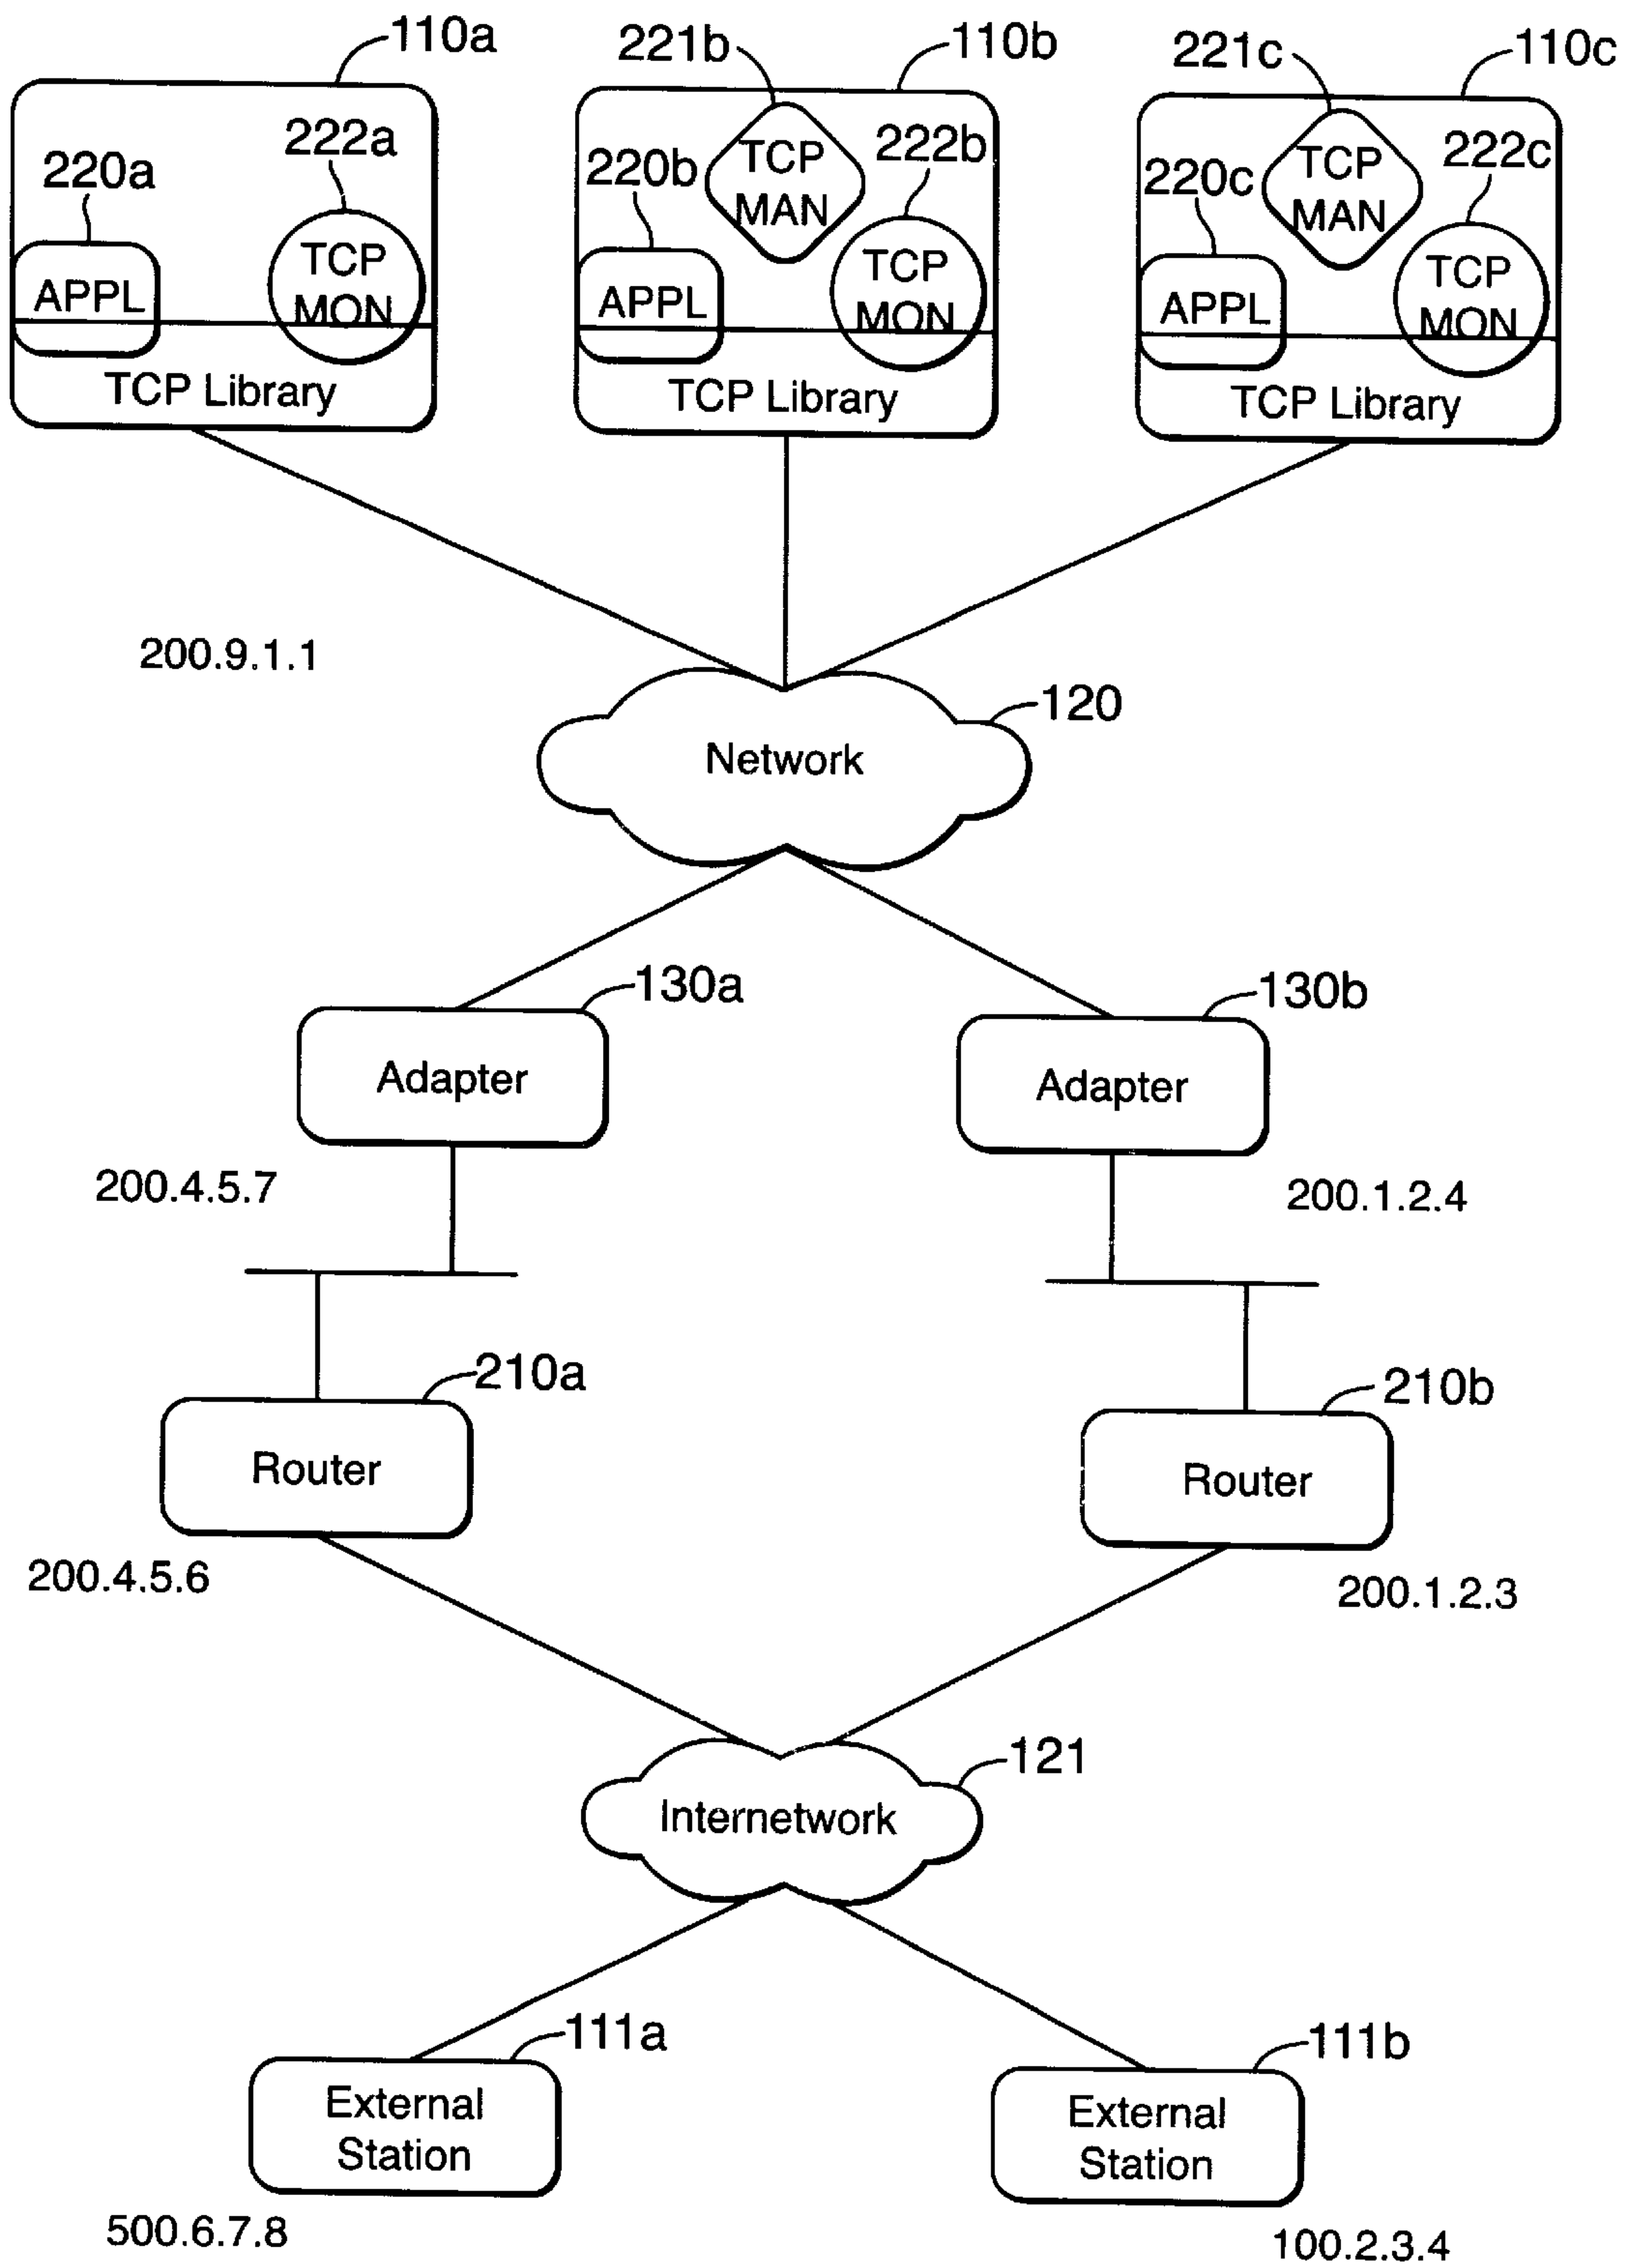 110a
221b
110b
221c
110c
220a
222a
220b
TCP
MAN
222b
220c
TCP
MAN
222c
APPL
TCP
MON
APPL
TCP
MON
APPL
TCP
MON
TCP Library
TCP Library
TCP Library
200.9.1.1
120
Network
130a
130b
Adapter
Adapter
200.4.5.7
200.1.2.4
210a
210b
Router
Router
200.4.5.6
200.1.2.3
121
Internetwork
111a
111b
External
Station
External
Station
500.6.7.8
100.2.3.4